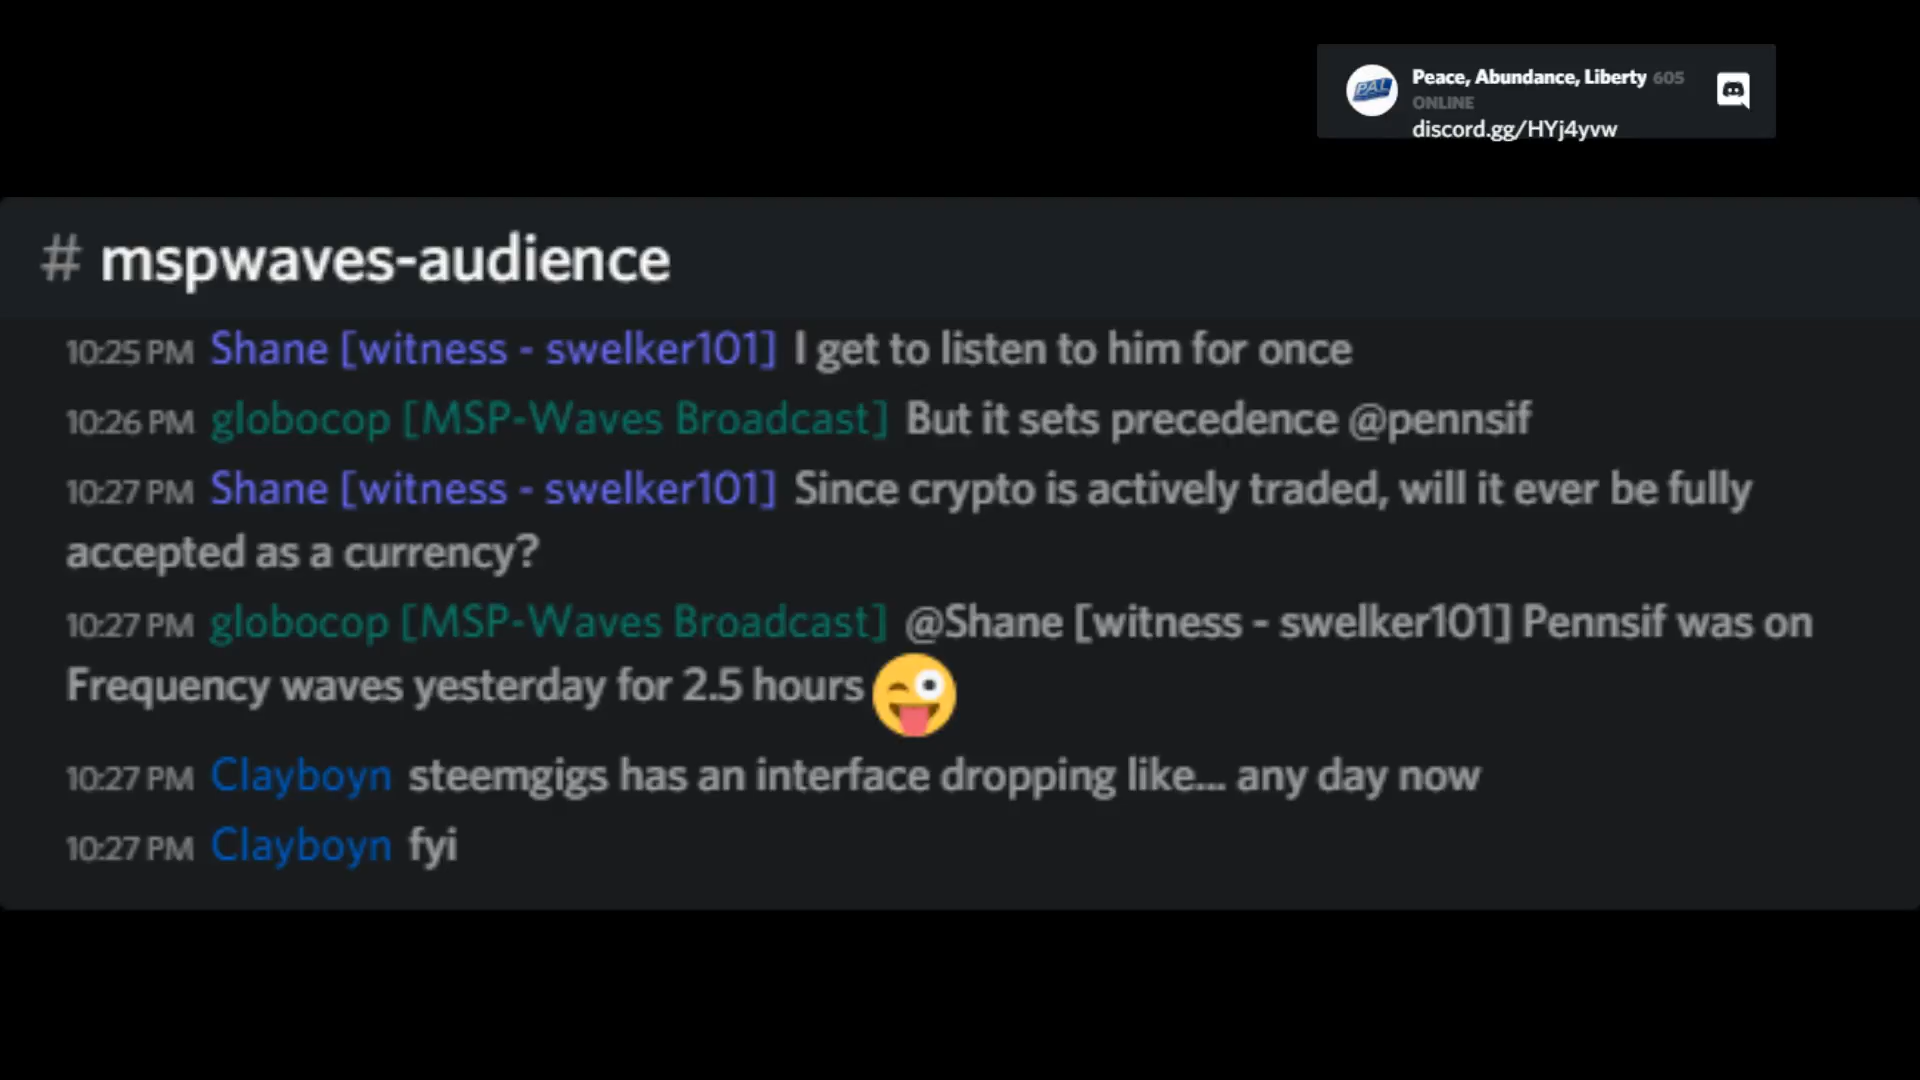 PAL
Peace, Abundance, Liberty 605
ONLINE
discord.gg/HYj4yvw
# mspwaves-audience
10:25 PM Shane [witness - swelker101] I get to listen to him for once
10:26 PM globocop [MSP-Waves Broadcast] But it sets precedence @pennsif
10:27 PM Shane [witness - swelker101] Since crypto is actively traded, will it ever be fully
accepted as a currency?
10:27 PM globocop [MSP-Waves Broadcast] @Shane [witness - swelker101] Pennsif was on
Frequency waves yesterday for 2.5 hours 😜
10:27 PM Clayboyn steemgigs has an interface dropping like... any day now
10:27 PM Clayboyn fyi